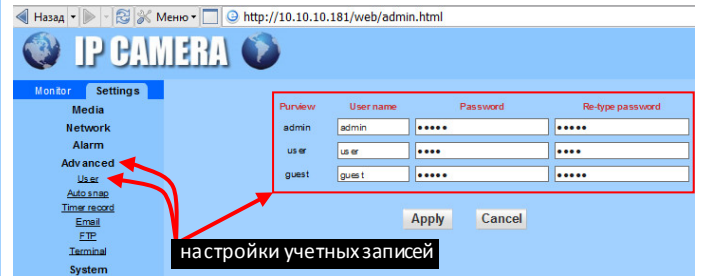 Назад Меню http://10.10.10.181/web/admin.html
IP CAMERA
Monitor Settings
Media
Network
Alarm
Advanced
User
Auto snap
Timer record
Email
FTP
Terminal
System
Purview User name Password Re-type password
admin admin ••••• •••••
user user •••• ••••
guest guest ••••• •••••
Apply Cancel
настройки учетных записей